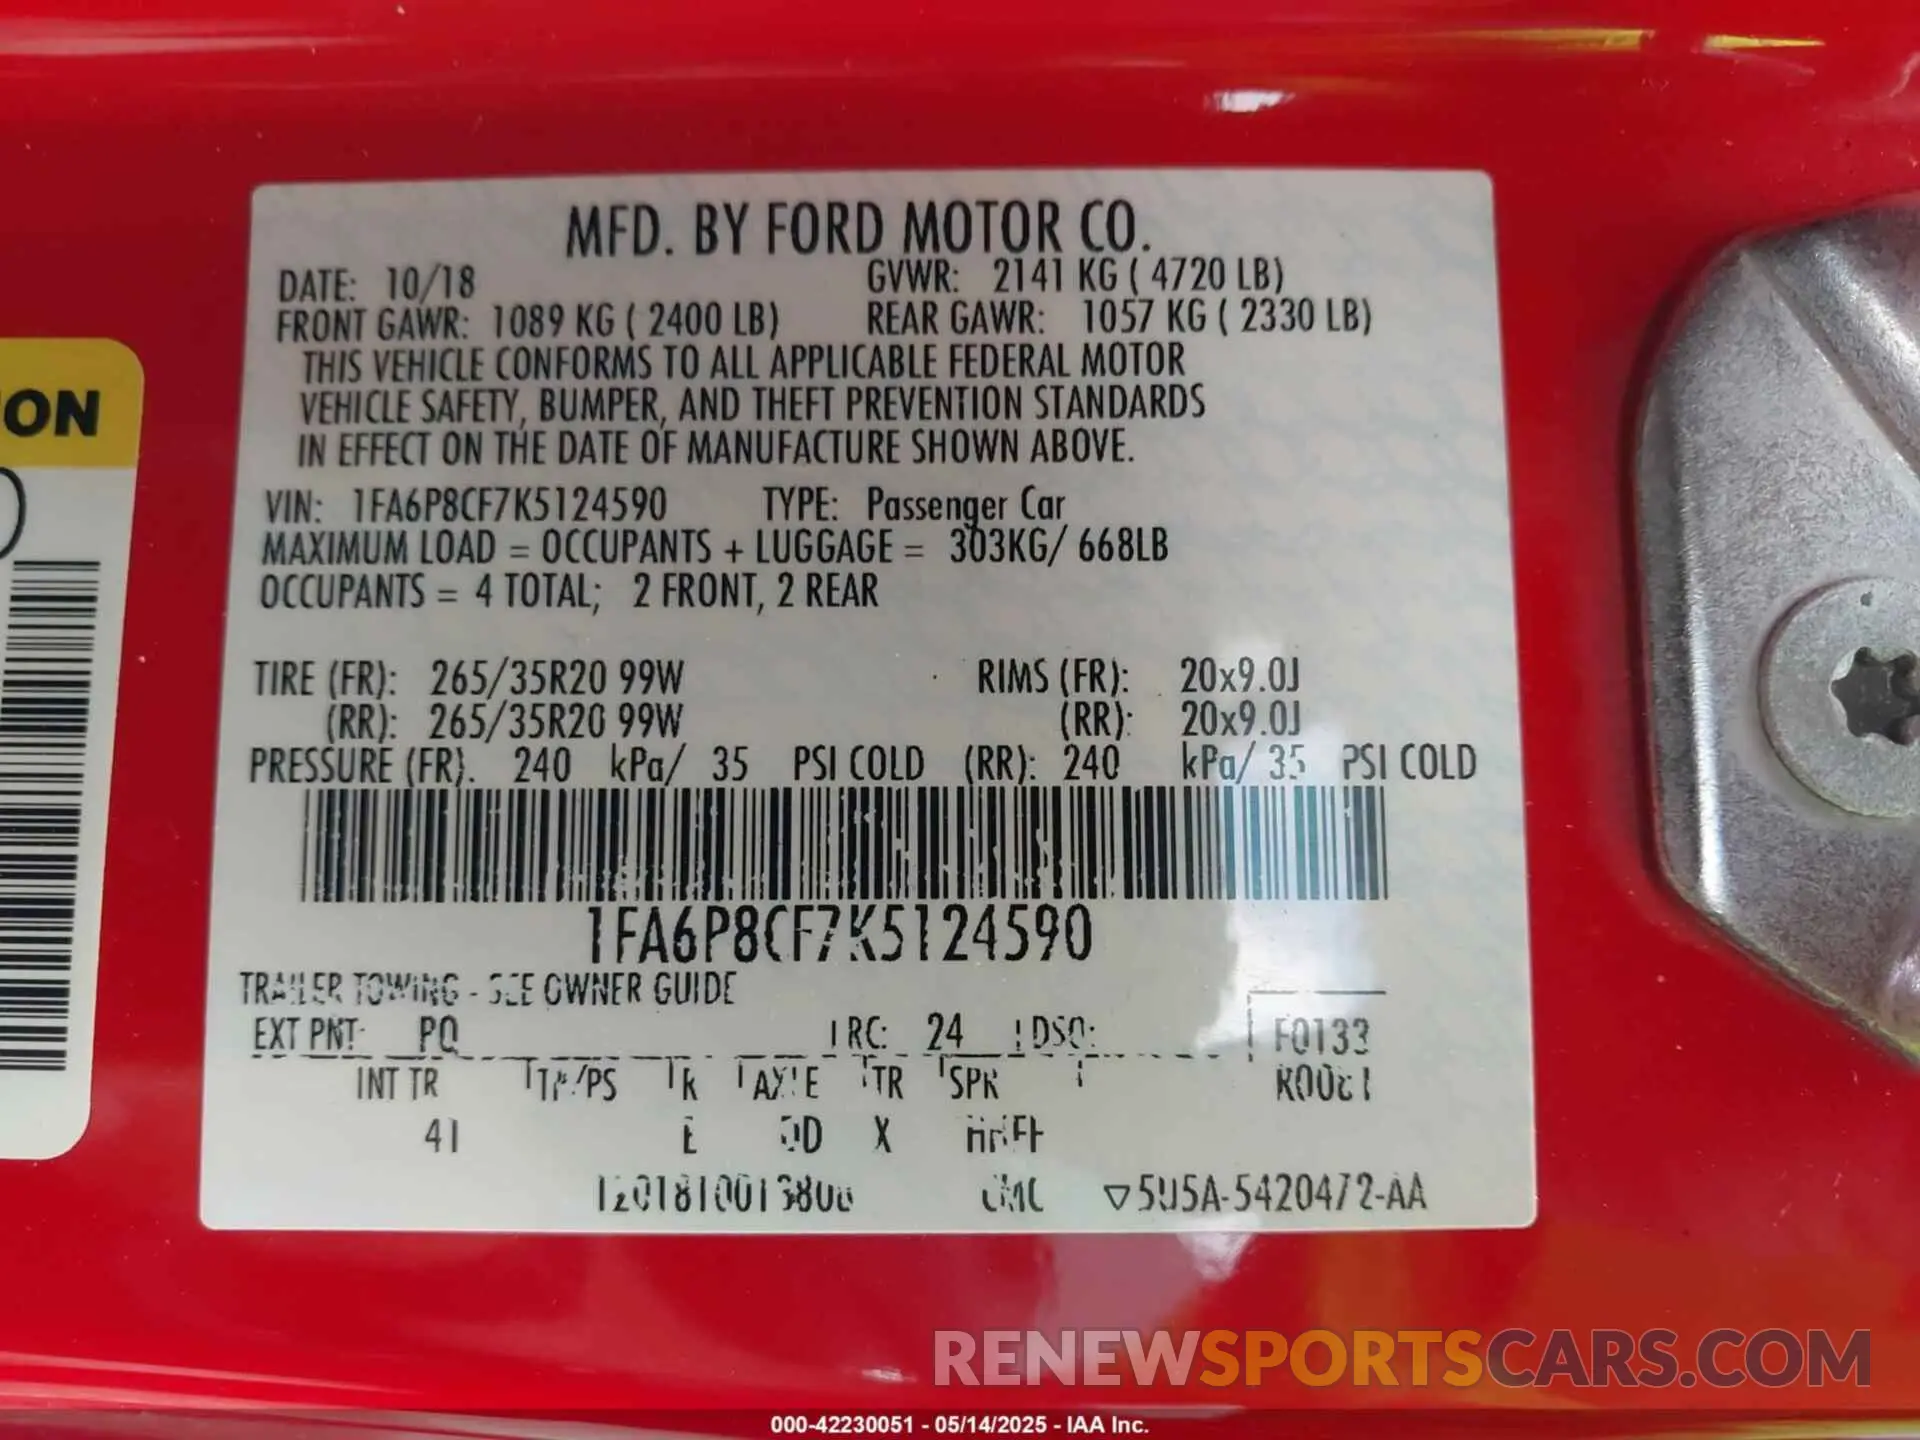 MFD. BY FORD MOTOR CO.
DATE: 10/18 GVWR: 2141 KG ( 4720 LB)
FRONT GAWR: 1089 KG ( 2400 LB) REAR GAWR: 1057 KG ( 2330 LB)
THIS VEHICLE CONFORMS TO ALL APPLICABLE FEDERAL MOTOR
VEHICLE SAFETY, BUMPER, AND THEFT PREVENTION STANDARDS
IN EFFECT ON THE DATE OF MANUFACTURE SHOWN ABOVE.
VIN: 1FA6P8CF7K5124590 TYPE: Passenger Car
MAXIMUM LOAD = OCCUPANTS + LUGGAGE = 303KG/ 668LB
OCCUPANTS = 4 TOTAL; 2 FRONT, 2 REAR
TIRE (FR): 265/35R20 99W RIMS (FR): 20x9.0J
(RR): 265/35R20 99W (RR): 20x9.0J
PRESSURE (FR): 240 kPa/ 35 PSI COLD (RR): 240 kPa/ 35 PSI COLD
1FA6P8CF7K5124590
TRAILER TOWING - SEE OWNER GUIDE
EXT PNT: PQ RC: 24 DSO: F0133
INT TR TP/PS R AXLE TR SPR
41 X
5U5A-5420472-AA
ON
RENEWSPORTSCARS.COM
000-42230051 - 05/14/2025 - IAA Inc.